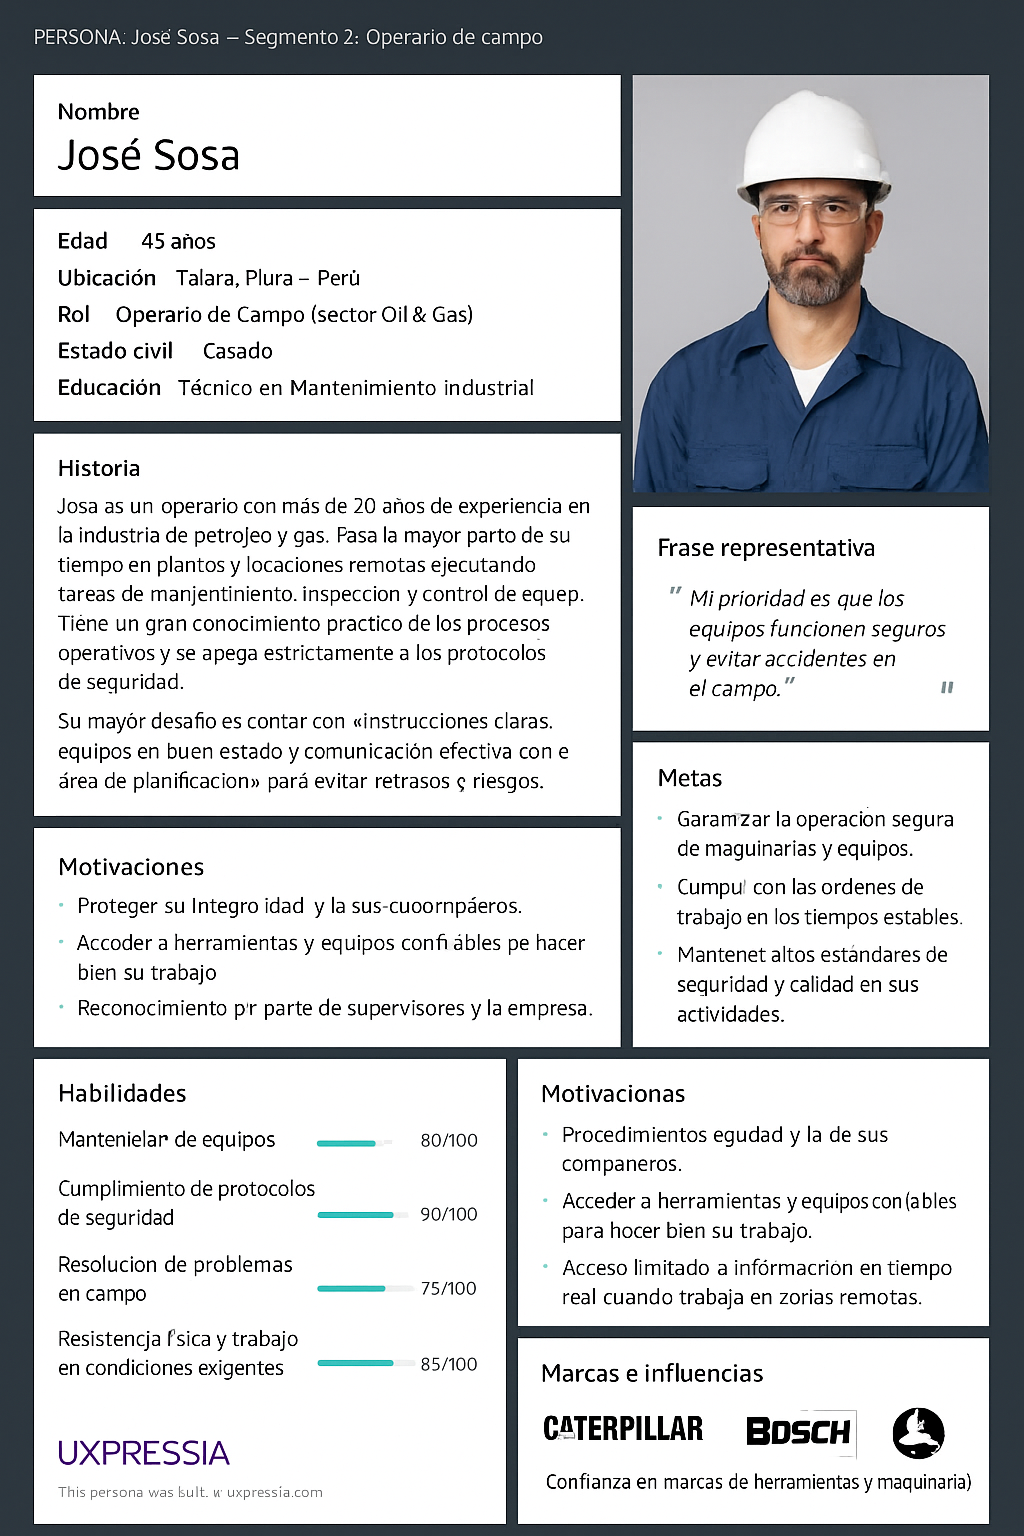 PERSONA: José Sosa – Segmento 2: Operario de campo
Nombre
José Sosa
Edad 45 años
Ubicación Talara, Plura – Perú
Rol Operario de Campo (sector Oil & Gas)
Estado civil Casado
Educación Técnico en Mantenimiento industrial
Historia
Josa as un operario con más de 20 años de experiencia en
la industria de petrojeo y gas. Pasa la mayor parto de su
tiempo en plantos y locaciones remotas ejecutando
tareas de manjentiniento. inspeccion y control de equep.
Tiène un gran conocimiento practico de los procesos
operativos y se apega estrictamente a los protocolos
de seguridad.
Su mayór desafio es contar con «instrucciones claras.
equipos en buen estado y comunicación efectiva con e
área de planificacion» pará evitar retrasos ç riesgos.
Frase representativa
" Mi prioridad es que los
equipos funcionen seguros
y evitar accidentes en
el campo." "
Metas
• Garamzar la operación segura
de maguinarias y equipos.
• Cumpul con las ordenes de
trabajo en los tiempos estables.
• Mantenet altos estándares de
seguridad y calidad en sus
actividades.
Motivaciones
• Proteger su Integro idad y la sus-cuoornpáeros.
• Accoder a herramientas y equipos confi ábles pe hacer
bien su trabajo
• Reconocimiento pr parte de supervisores y la empresa.
Habilidades
Mantenielar de equipos 80/100
Cumplimiento de protocolos
de seguridad 90/100
Resolucion de problemas
en campo 75/100
Resistencja fsica y trabajo
en condiciones exigentes 85/100
UXPRESSIA
This persona was bult. w uxpressia.com
Motivacionas
• Procedimientos egudad y la de sus
companeros.
• Acceder a herramientas y equipos con(ables
para hocer bien su trabajo.
• Acceso limitado a infórmación en tiempo
real cuando trabaja en zorias remotas.
Marcas e influencias
CATERPILLAR BOSCH
Confianza en marcas de herramientas y maquinaria)